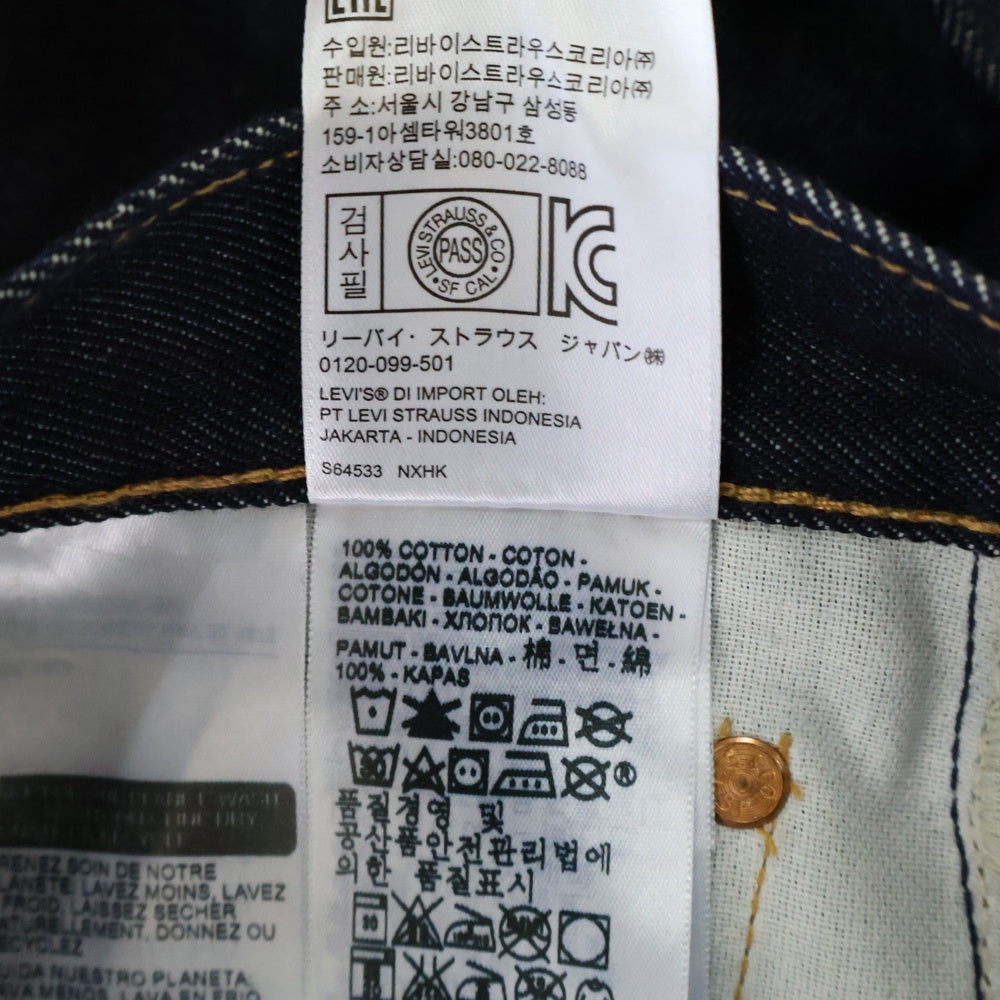 수입원:리바이스트라우스코리아㈜
판매원:리바이스트라우스코리아㈜
주 소:서울시 강남구 삼성동
159-1아셈타워3801호
소비자상담실:080-022-8088
검사필
LEVI STRAUSS & CO
PASS
SF CAL
リーバイ・ストラウス ジャパン㈱
0120-099-501
LEVI'S® DI IMPORT OLEH:
PT LEVI STRAUSS INDONESIA
JAKARTA - INDONESIA
S64533 NXHK
100% COTTON - COTON -
ALGODÓN - ALGODÃO - PAMUK -
COTONE - BAUMWOLLE - KATOEN -
BAMBAKI - ХЛОПОК - BAWEŁNA -
PAMUT - BAVLNA - 棉 - 면 - 綿
100% - KAPAS
품질경영 및
공산품안전관리법에
의한 품질표시
PRENEZ SOIN DE NOTRE
PLANÈTE, LAVEZ MOINS, LAVEZ
FROID, LAISSEZ SÉCHER
NATURELLEMENT, DONNEZ OU
RECYCLEZ
CUIDA NUESTRO PLANETA,
LAVA MENOS, LAVA EN FRIO